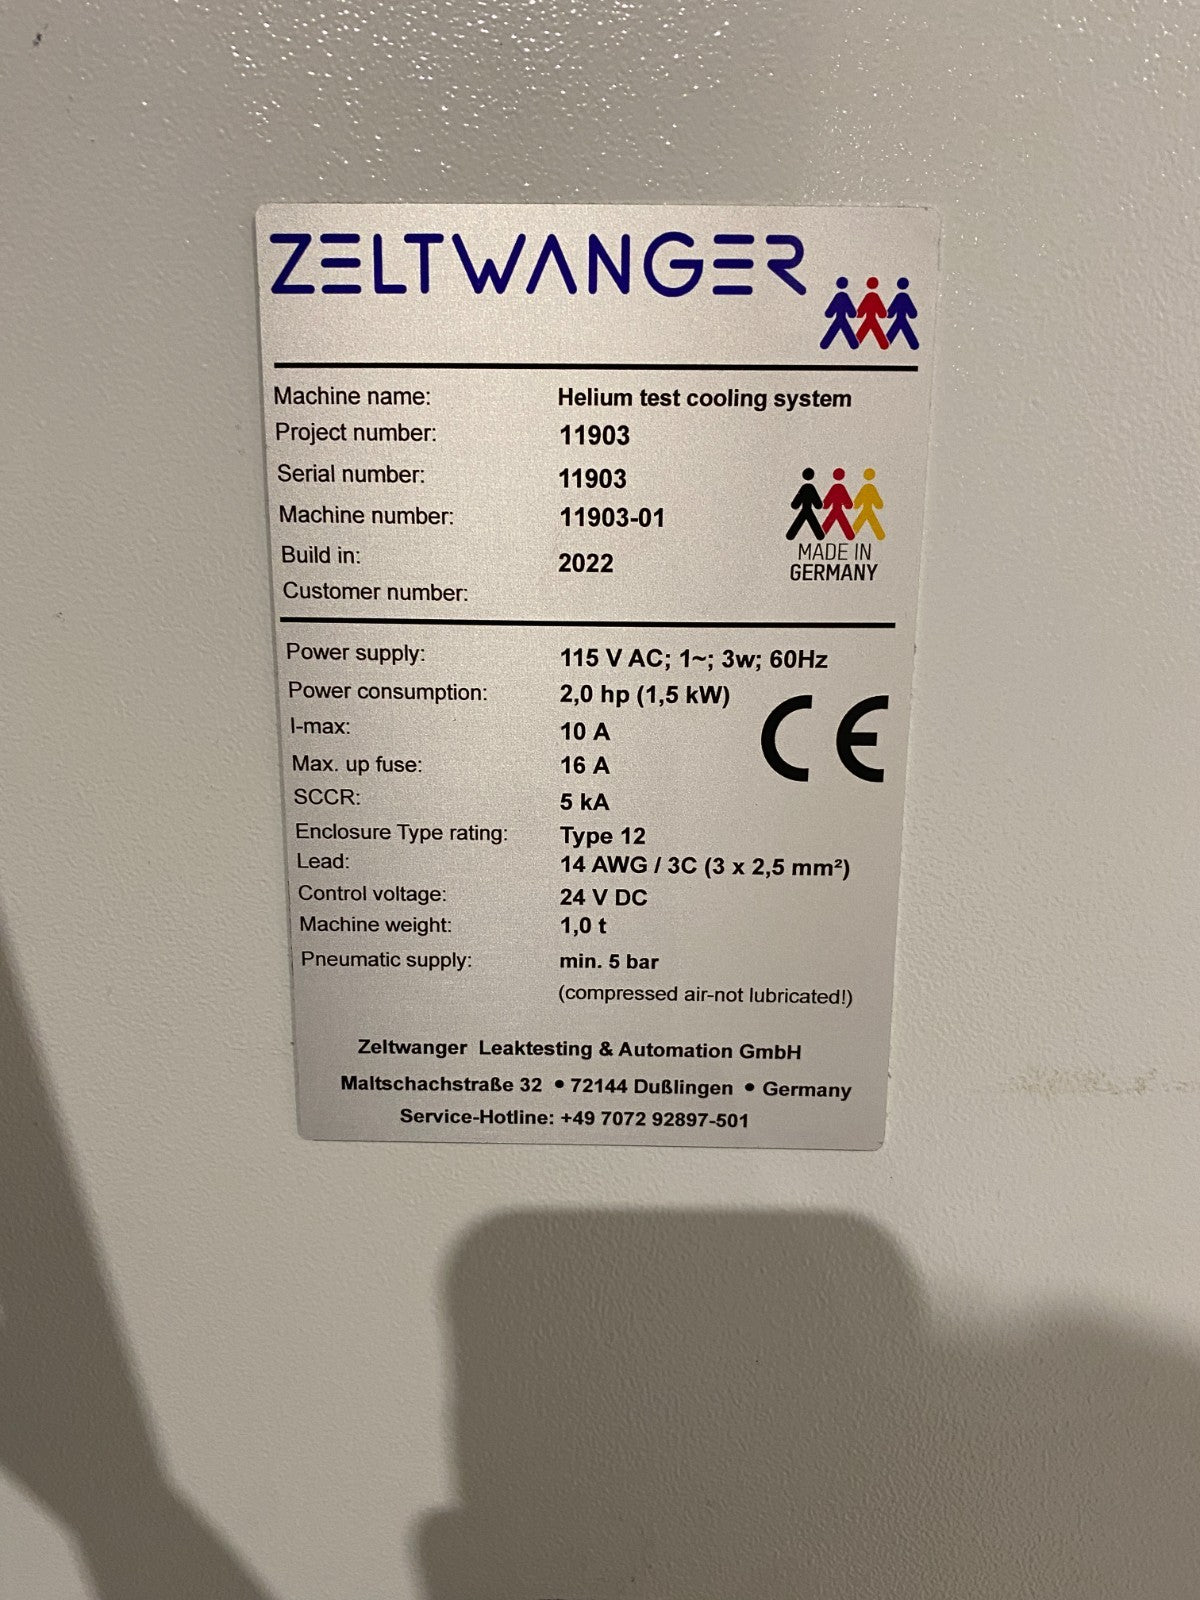 ZELTWANGER
Machine name: Helium test cooling system
Project number: 11903
Serial number: 11903
Machine number: 11903-01
Build in: 2022
MADE IN
GERMANY
Customer number:
Power supply: 115 V AC; 1~; 3w; 60Hz
Power consumption: 2,0 hp (1,5 kW)
I-max: 10 A
CE
Max. up fuse: 16 A
SCCR: 5 kA
Enclosure Type rating: Type 12
Lead: 14 AWG / 3C (3 x 2,5 mm²)
Control voltage: 24 V DC
Machine weight: 1,0 t
Pneumatic supply: min. 5 bar
(compressed air-not lubricated!)
Zeltwanger Leaktesting & Automation GmbH
Maltschachstraße 32 • 72144 Dußlingen • Germany
Service-Hotline: +49 7072 92897-501